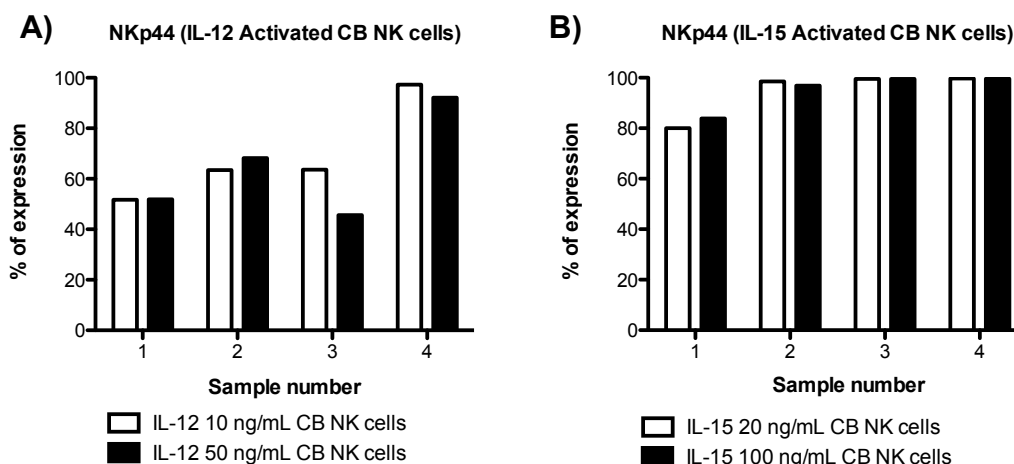 A)
NKp44 (IL-12 Activated CB NK cells)
% of expression
100
80
60
40
20
0
1 2 3 4
Sample number
IL-12 10 ng/mL CB NK cells
IL-12 50 ng/mL CB NK cells
B)
NKp44 (IL-15 Activated CB NK cells)
% of expression
100
80
60
40
20
0
1 2 3 4
Sample number
IL-15 20 ng/mL CB NK cells
IL-15 100 ng/mL CB NK cells